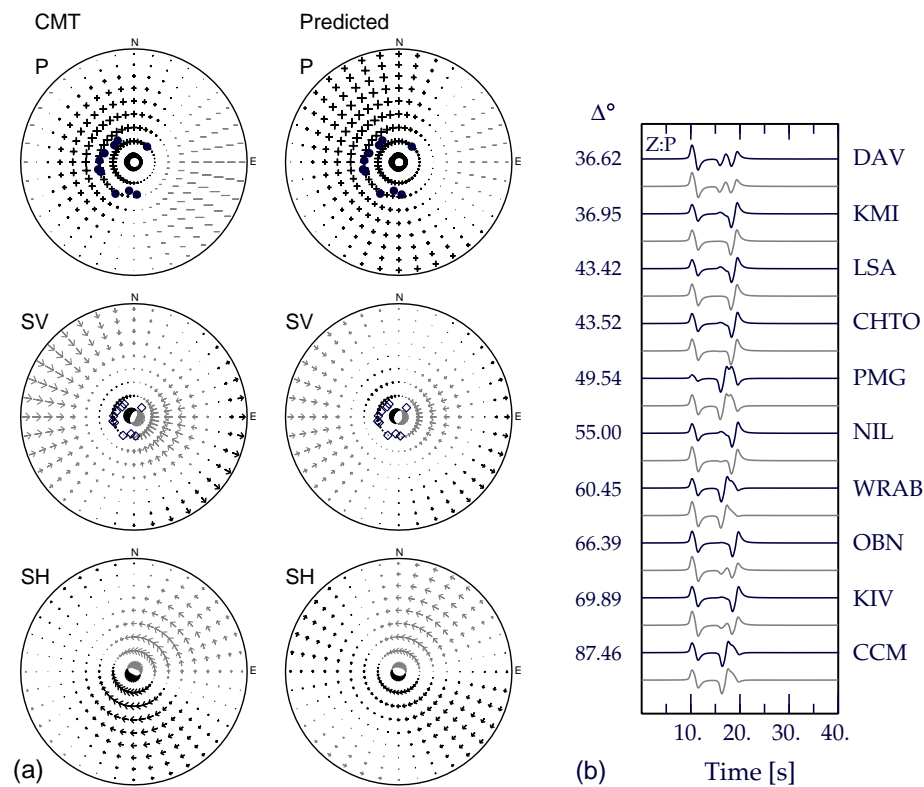 CMT
Predicted
N
N
P
P
E
E
SV
SV
N
N
E
E
SH
SH
N
N
E
E
(a)
Δ°
Z:P
36.62 DAV
36.95 KMI
43.42 LSA
43.52 CHTO
49.54 PMG
55.00 NIL
60.45 WRAB
66.39 OBN
69.89 KIV
87.46 CCM
10. 20. 30. 40.
(b) Time [s]